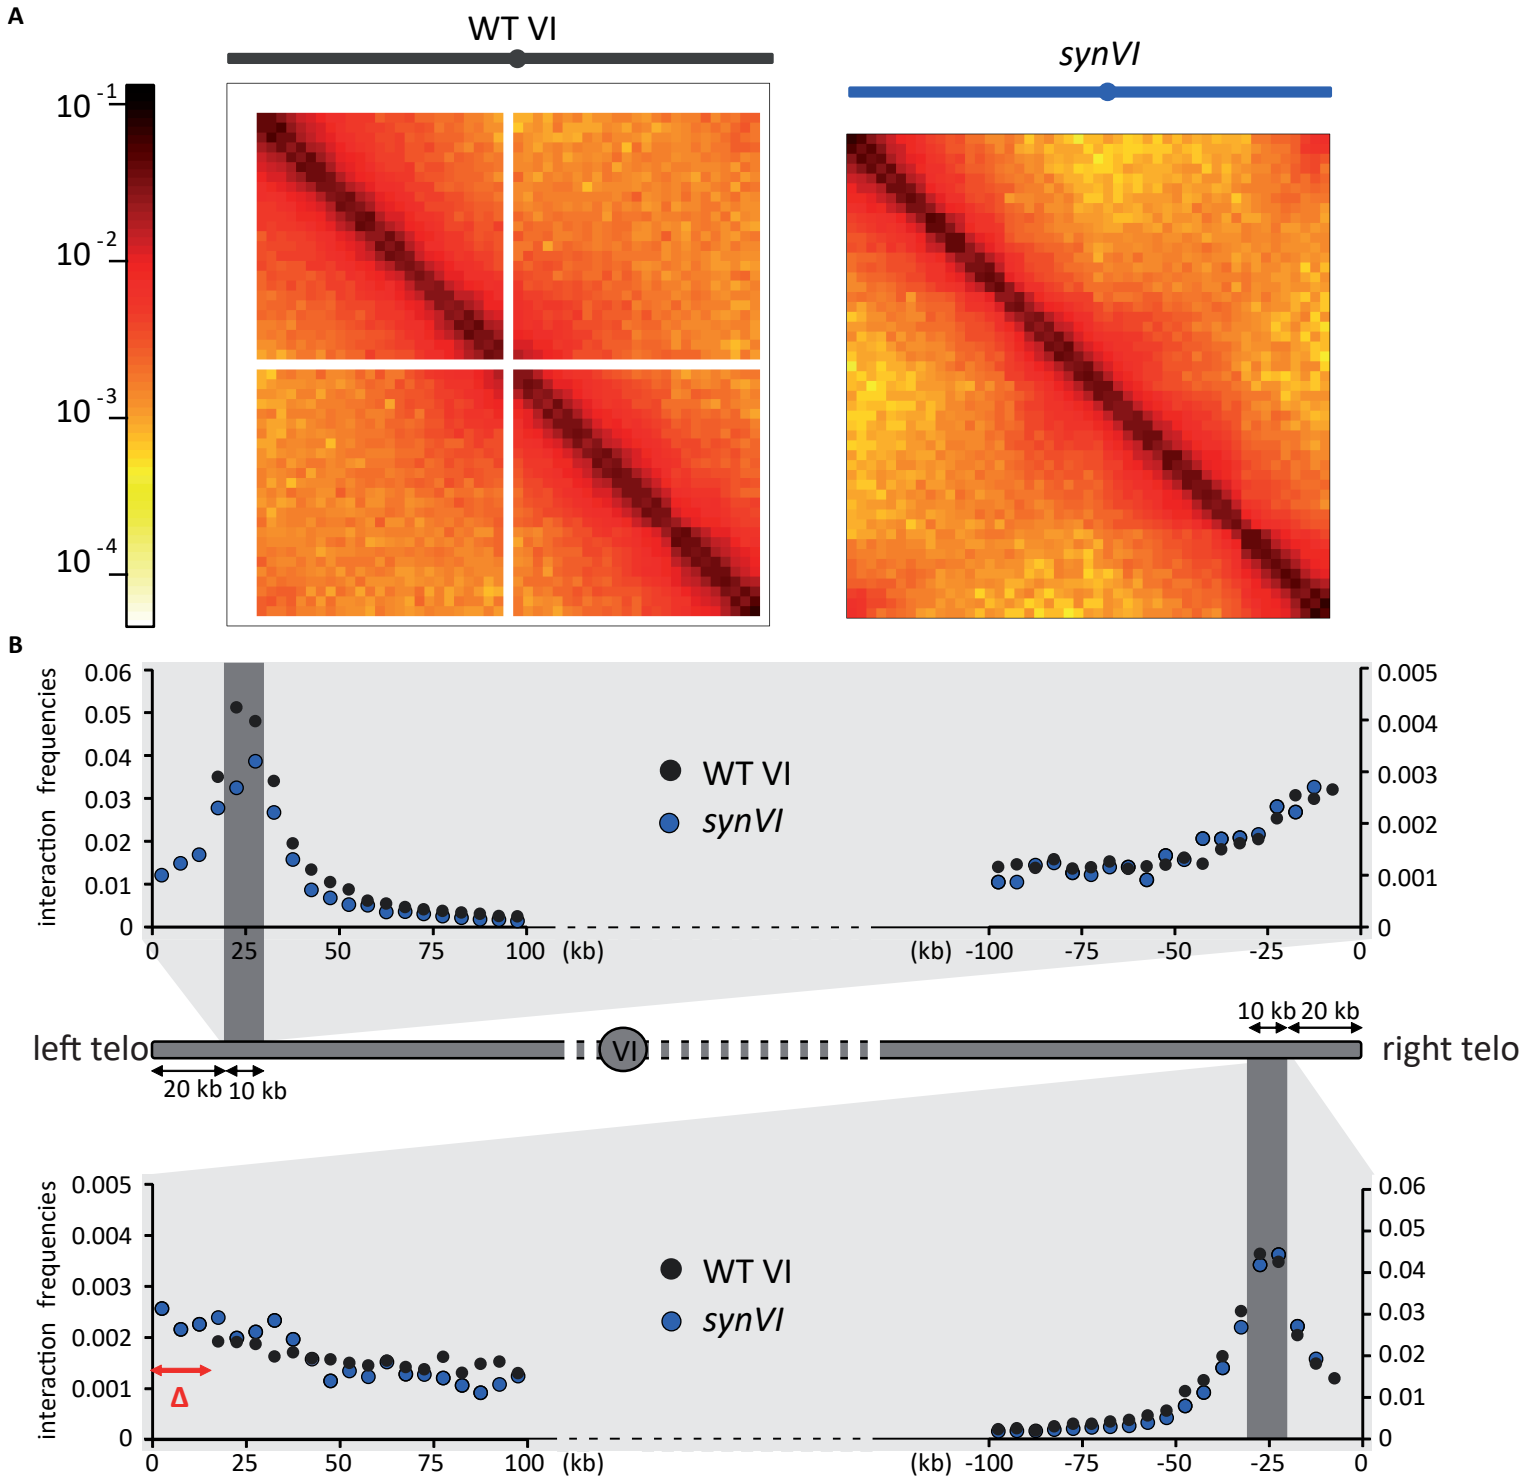 A
WT VI
synVI
10 -1
10 -2
10 -3
10 -4
B
interaction frequencies
0.06
0.05
0.04
0.03
0.02
0.01
0
0.005
0.004
0.003
0.002
0.001
0
WT VI
synVI
0 25 50 75 100 (kb) (kb) -100 -75 -50 -25 0
10 kb 20 kb
left telo VI right telo
20 kb 10 kb
interaction frequencies
0.005
0.004
0.003
0.002
0.001
0
0.06
0.05
0.04
0.03
0.02
0.01
0
WT VI
synVI
Δ
0 25 50 75 100 (kb) (kb) -100 -75 -50 -25 0